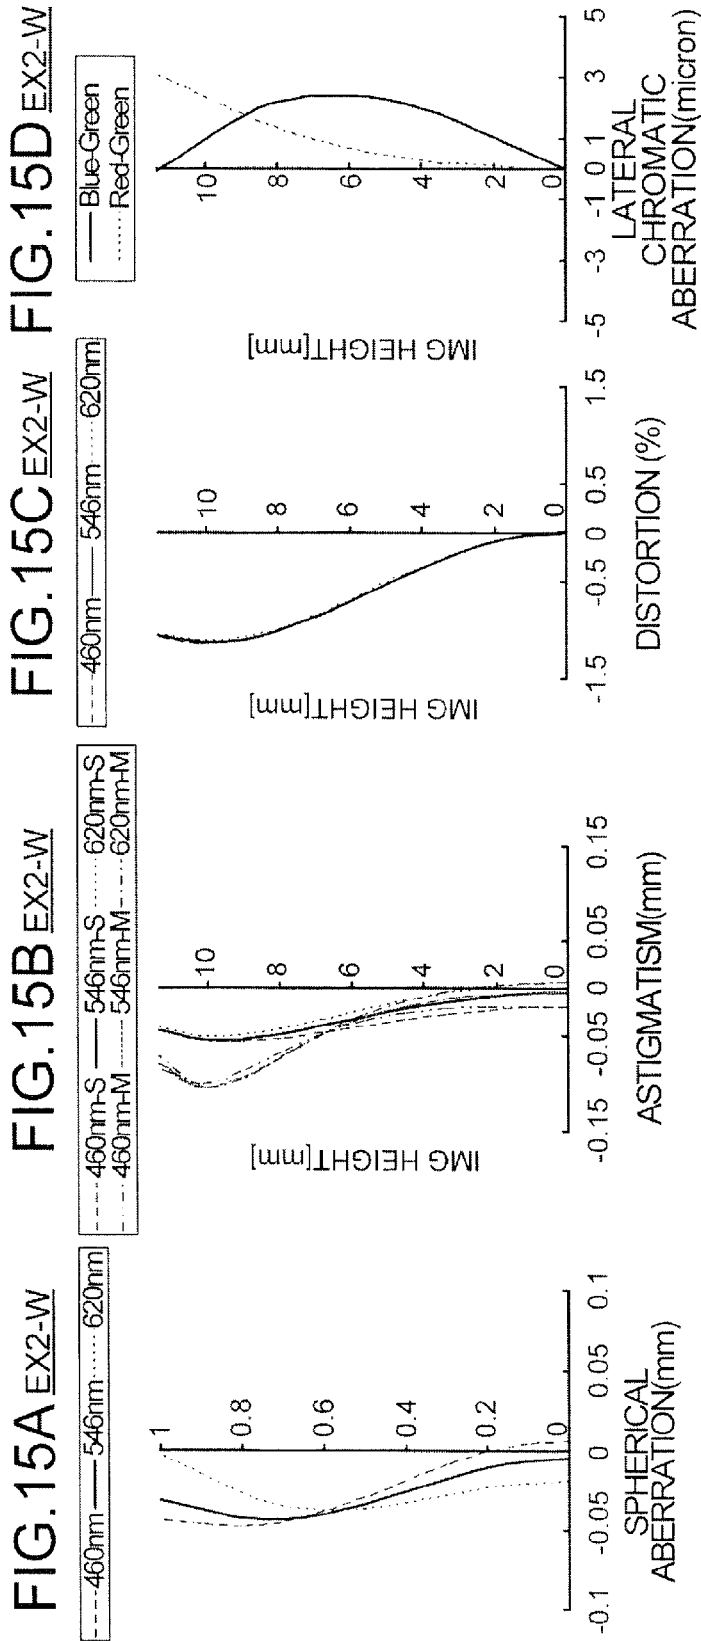 FIG.15A EX2-W
460nm 546nm 620nm
1
0.8
0.6
0.4
0.2
0
-0.1 -0.05 0 0.05 0.1
SPHERICAL
ABERRATION(mm)
FIG.15B EX2-W
460nm-S 546nm-S 620nm-S
460nm-M 546nm-M 620nm-M
IMG HEIGHT[mm]
10
8
6
4
2
0
-0.15 -0.05 0 0.05 0.15
ASTIGMATISM(mm)
FIG.15C EX2-W
460nm 546nm 620nm
IMG HEIGHT[mm]
10
8
6
4
2
0
-1.5 -0.5 0 0.5 1.5
DISTORTION (%)
FIG.15D EX2-W
Blue-Green
Red-Green
IMG HEIGHT[mm]
10
8
6
4
2
0
-5 -3 -1 0 1 3 5
LATERAL
CHROMATIC
ABERRATION(micron)